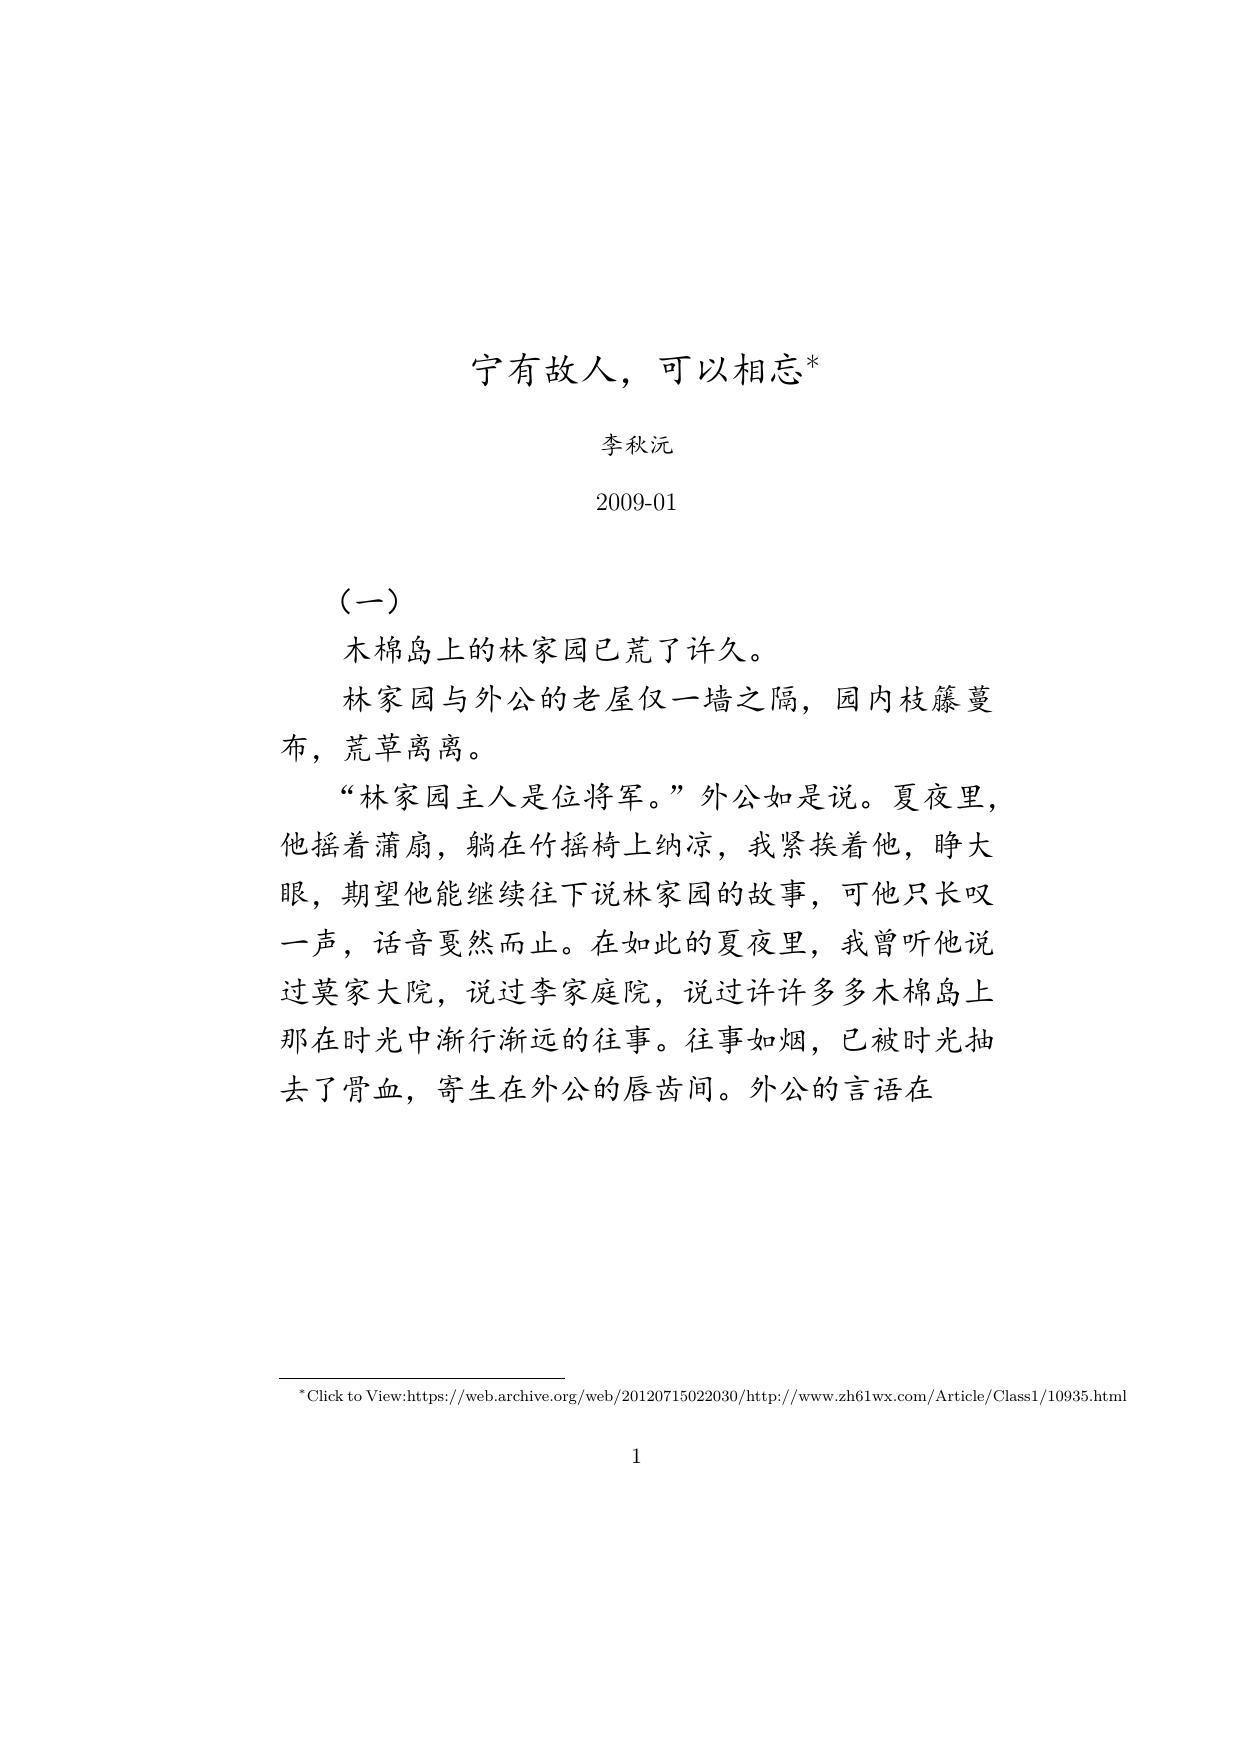 宁有故人，可以相忘*
李秋沅
2009-01
（一）
木棉岛上的林家园已荒了许久。
林家园与外公的老屋仅一墙之隔，园内枝籐蔓
布，荒草离离。
“林家园主人是位将军。”外公如是说。夏夜里，
他摇着蒲扇，躺在竹摇椅上纳凉，我紧挨着他，睁大
眼，期望他能继续往下说林家园的故事，可他只长叹
一声，话音戛然而止。在如此的夏夜里，我曾听他说
过莫家大院，说过李家庭院，说过许许多多木棉岛上
那在时光中渐行渐远的往事。往事如烟，已被时光抽
去了骨血，寄生在外公的唇齿间。外公的言语在
*Click to View:https://web.archive.org/web/20120715022030/http://www.zh61wx.com/Article/Class1/10935.html
1